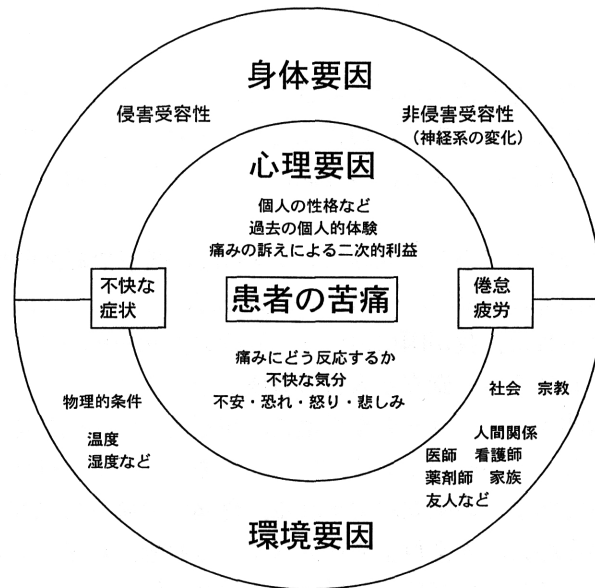 身体要因
侵害受容性
非侵害受容性
(神経系の変化)
心理要因
個人の性格など
過去の個人的体験
痛みの訴えによる二次的利益
不快な
症状
患者の苦痛
倦怠
疲労
痛みにどう反応するか
不快な気分
不安・恐れ・怒り・悲しみ
物理的条件
温度
湿度など
社会 宗教
人間関係
医師 看護師
薬剤師 家族
友人など
環境要因